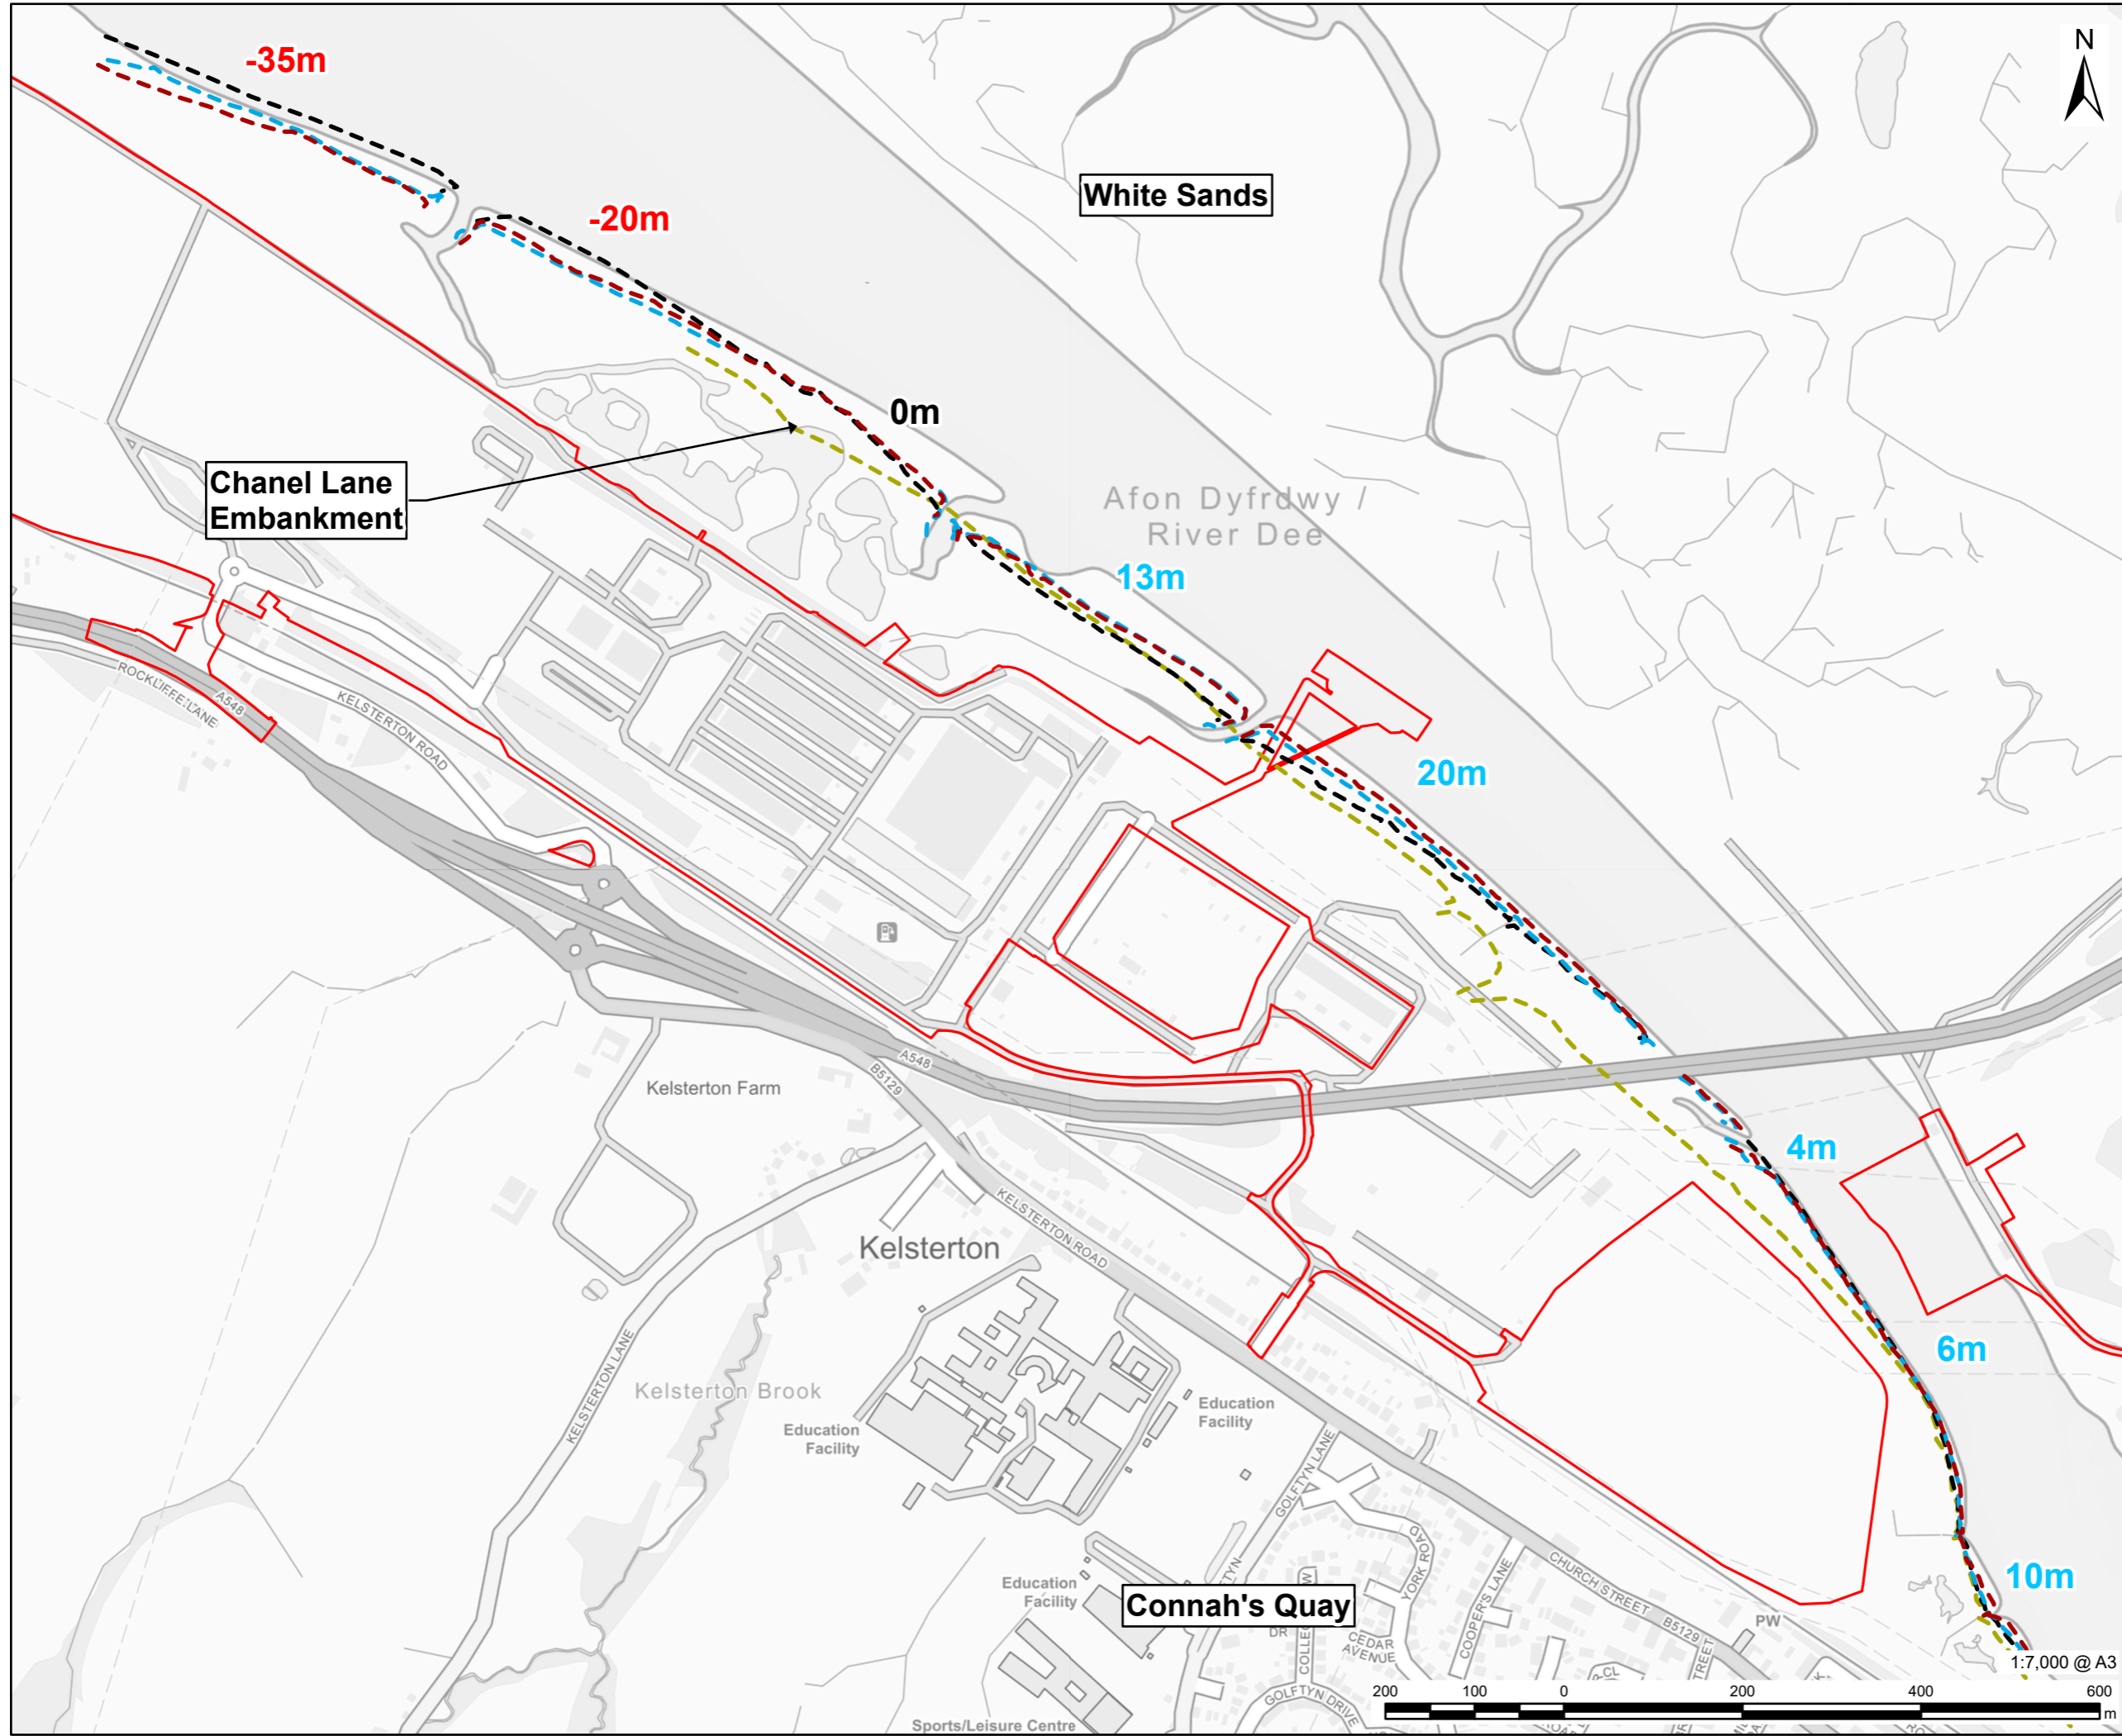 -35m
N
-20m
White Sands
0m
Chanel Lane
Embankment
Afon Dyfrdwy /
River Dee
13m
ROCKLIFFE LANE
A548
KELSTERTON ROAD
20m
A548
B5129
Kelsterton Farm
4m
KELSTERTON ROAD
Kelsterton
6m
KELSTERTON LANE
Kelsterton Brook
Education
Facility
Education
Facility
GOLFTYN LANE
YORK ROAD
COOPER'S LANE
CHURCH STREET
B5129
10m
Education
Facility
Connah's Quay
PW
DR
CEDAR
AVENUE
1:7,000 @ A3
GOLFTYN DRIVE
Sports/Leisure Centre
200 100 0 200 400 600
m